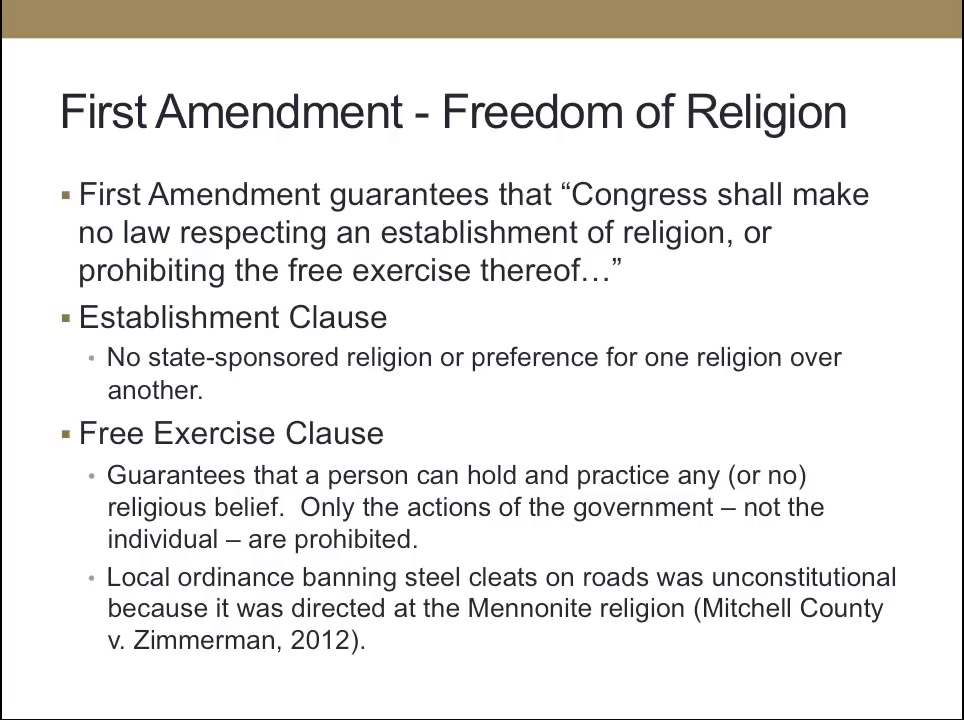 First Amendment - Freedom of Religion
▪ First Amendment guarantees that “Congress shall make
no law respecting an establishment of religion, or
prohibiting the free exercise thereof…”
▪ Establishment Clause
• No state-sponsored religion or preference for one religion over
another.
▪ Free Exercise Clause
• Guarantees that a person can hold and practice any (or no)
religious belief.  Only the actions of the government – not the
individual – are prohibited.
• Local ordinance banning steel cleats on roads was unconstitutional
because it was directed at the Mennonite religion (Mitchell County
v. Zimmerman, 2012).